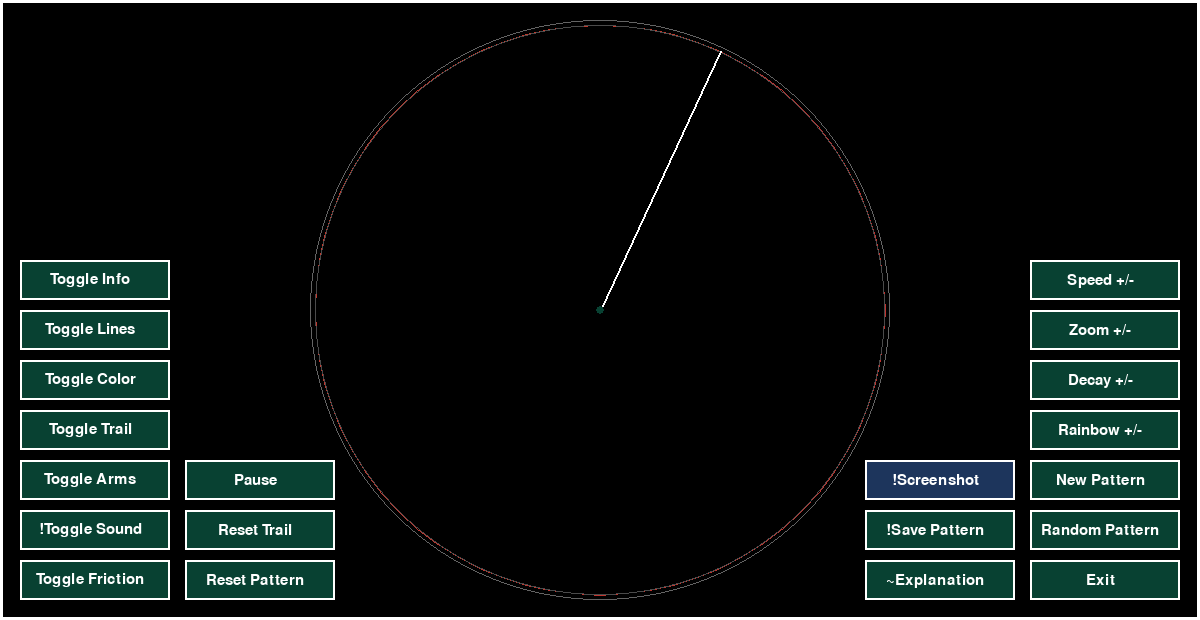 Toggle Info
Speed +/-
Toggle Lines
Zoom +/-
Toggle Color
Decay +/-
Toggle Trail
Rainbow +/-
Toggle Arms
Pause
!Screenshot
New Pattern
!Toggle Sound
Reset Trail
!Save Pattern
Random Pattern
Toggle Friction
Reset Pattern
~Explanation
Exit